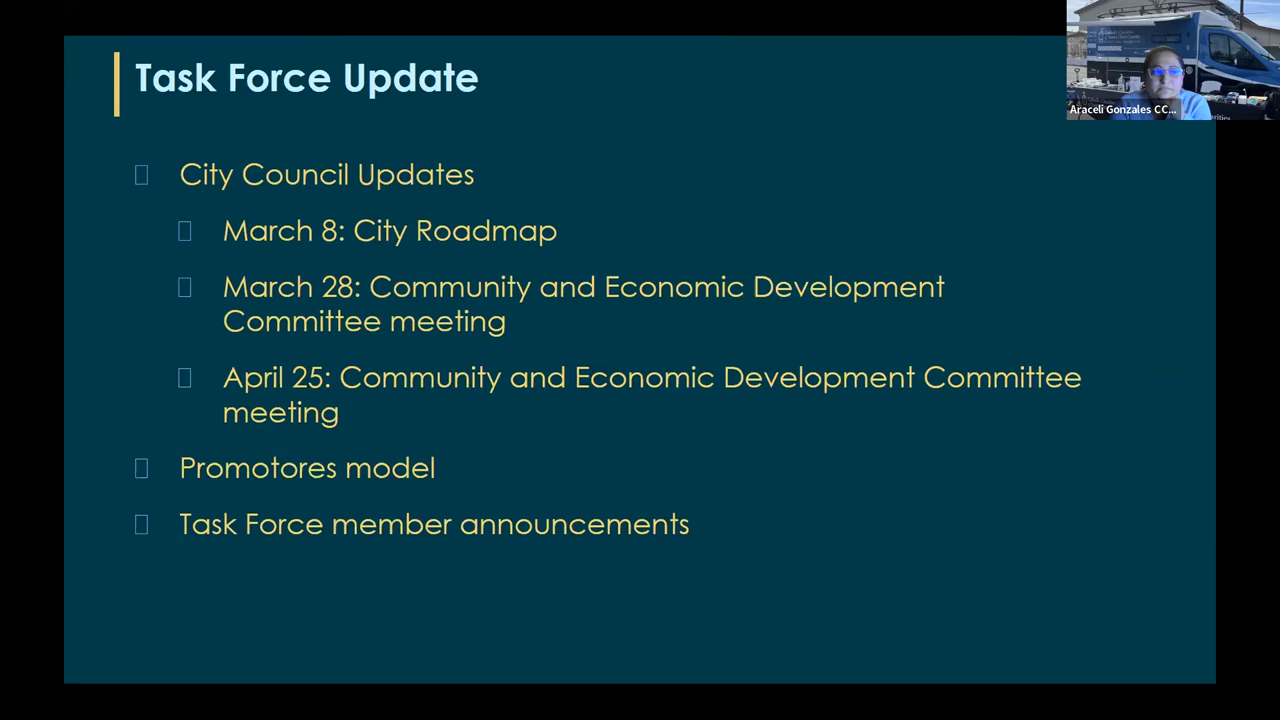 Task Force Update
Araceli Gonzales CC...
City Council Updates
March 8: City Roadmap
March 28: Community and Economic Development
Committee meeting
April 25: Community and Economic Development Committee
meeting
Promotores model
Task Force member announcements